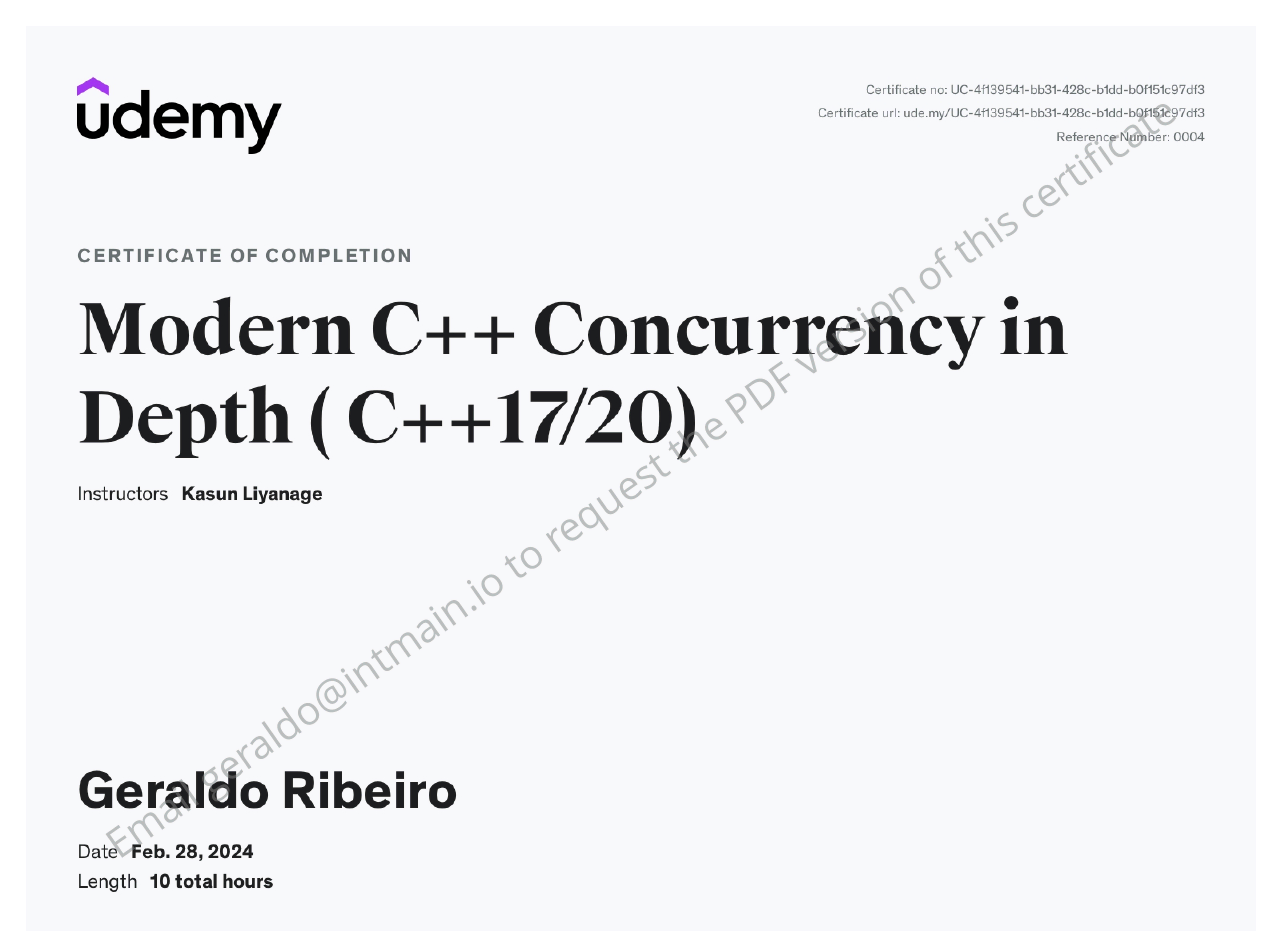 udemy
Certificate no: UC-4f139541-bb31-428c-b1dd-b0f151c97df3
Certificate url: ude.my/UC-4f139541-bb31-428c-b1dd-b0f151c97df3
Reference Number: 0004
CERTIFICATE OF COMPLETION
Modern C++ Concurrency in
Depth ( C++17/20)
Instructors Kasun Liyanage
Email geraldo@intmain.io to request the PDF version of this certificate
Geraldo Ribeiro
Date Feb. 28, 2024
Length 10 total hours